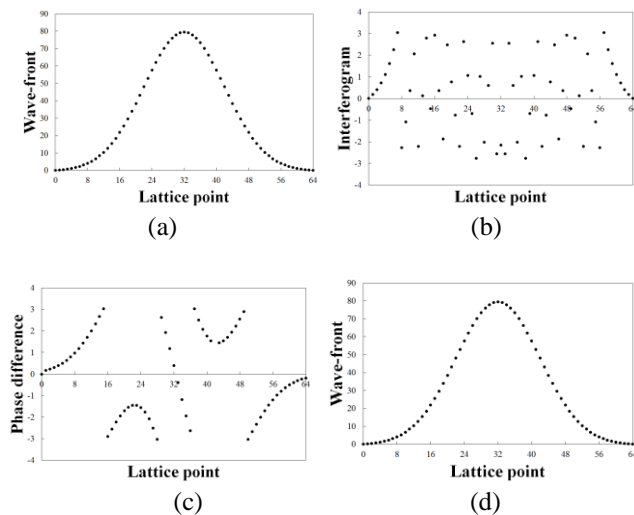 90
80
70
60
50
40
30
20
10
0
Wave-front
0 8 16 24 32 40 48 56 64
Lattice point
(a)
4
3
2
1
0
-1
-2
-3
-4
Interferogram
0 8 16 24 32 40 48 56 64
Lattice point
(b)
4
3
2
1
0
-1
-2
-3
-4
Phase difference
0 8 16 24 32 40 48 56 64
Lattice point
(c)
90
80
70
60
50
40
30
20
10
0
Wave-front
0 8 16 24 32 40 48 56 64
Lattice point
(d)